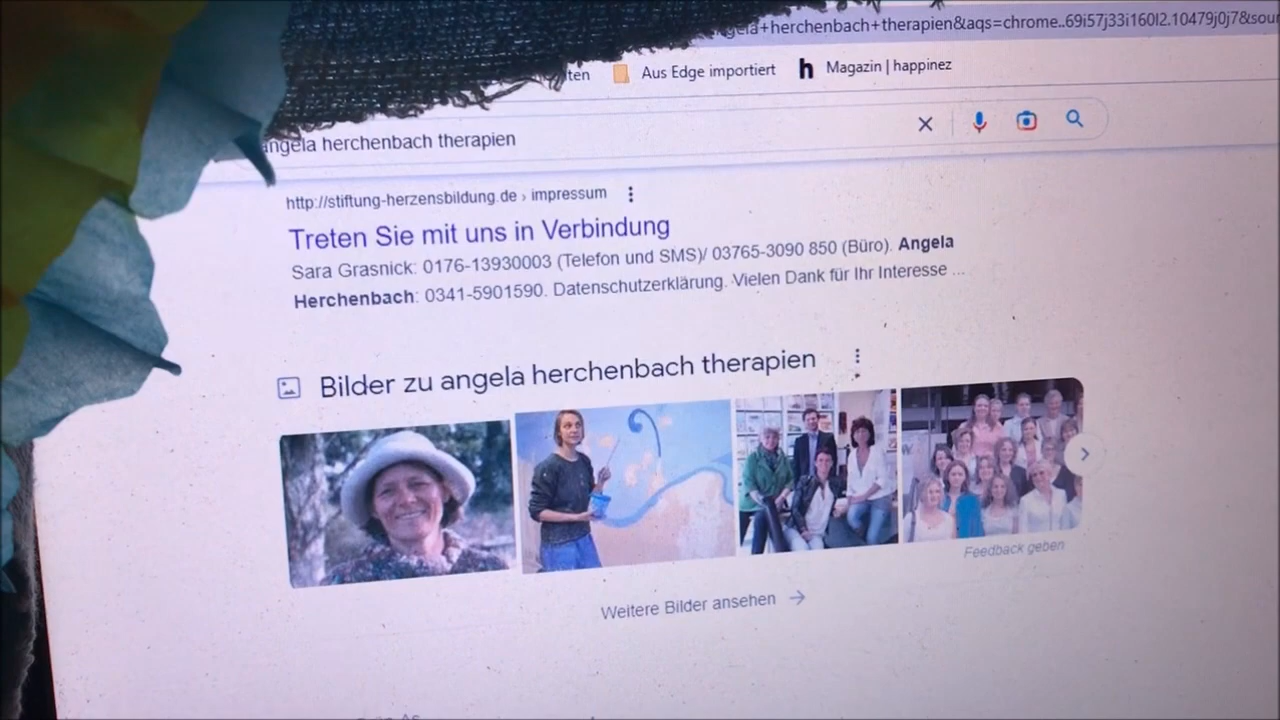 angela+herchenbach+therapien&aqs=chrome..69i57j33i160l2.10479j0j7&sour
Aus Edge importiert
h Magazin | happinez
angela herchenbach therapien
http://stiftung-herzensbildung.de › impressum
Treten Sie mit uns in Verbindung
Sara Grasnick: 0176-13930003 (Telefon und SMS)/ 03765-3090 850 (Büro). Angela
Herchenbach: 0341-5901590. Datenschutzerklärung. Vielen Dank für Ihr Interesse ...
Bilder zu angela herchenbach therapien
Feedback geben
Weitere Bilder ansehen